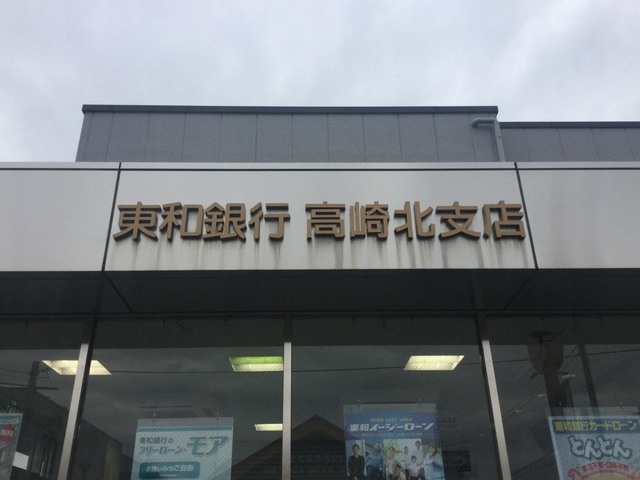 東和銀行 高崎北支店
東和銀行の
フリーローン・モア
東和イージーローン
東和銀行カードローン
とんとん